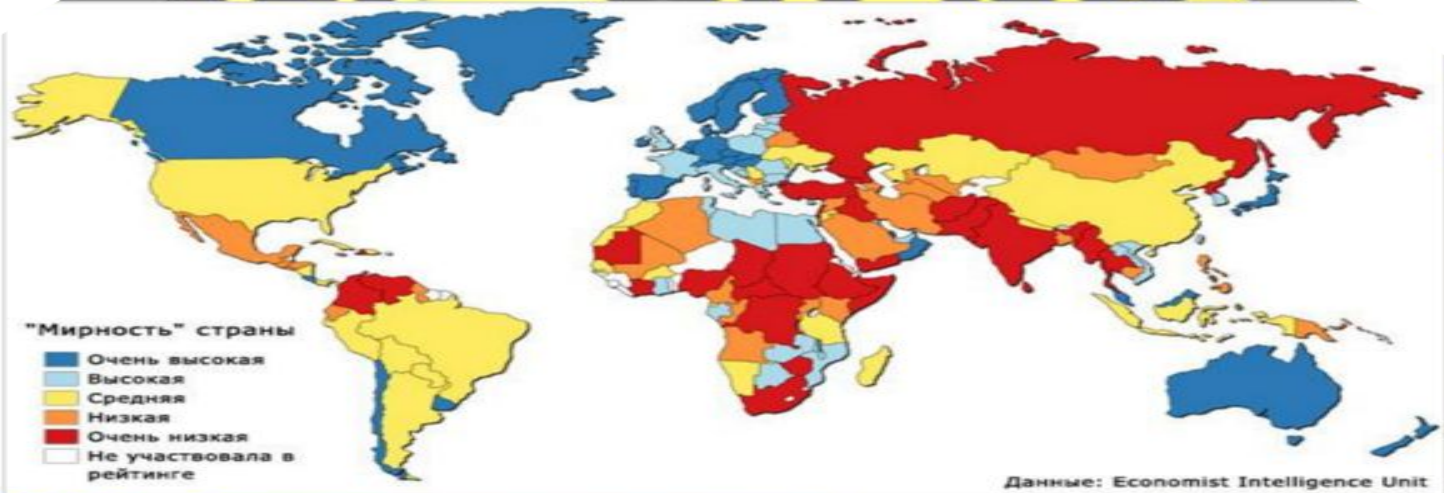 "Мирность" страны
Очень высокая
Высокая
Средняя
Низкая
Очень низкая
Не участвовала в
рейтинге
Данные: Economist Intelligence Unit